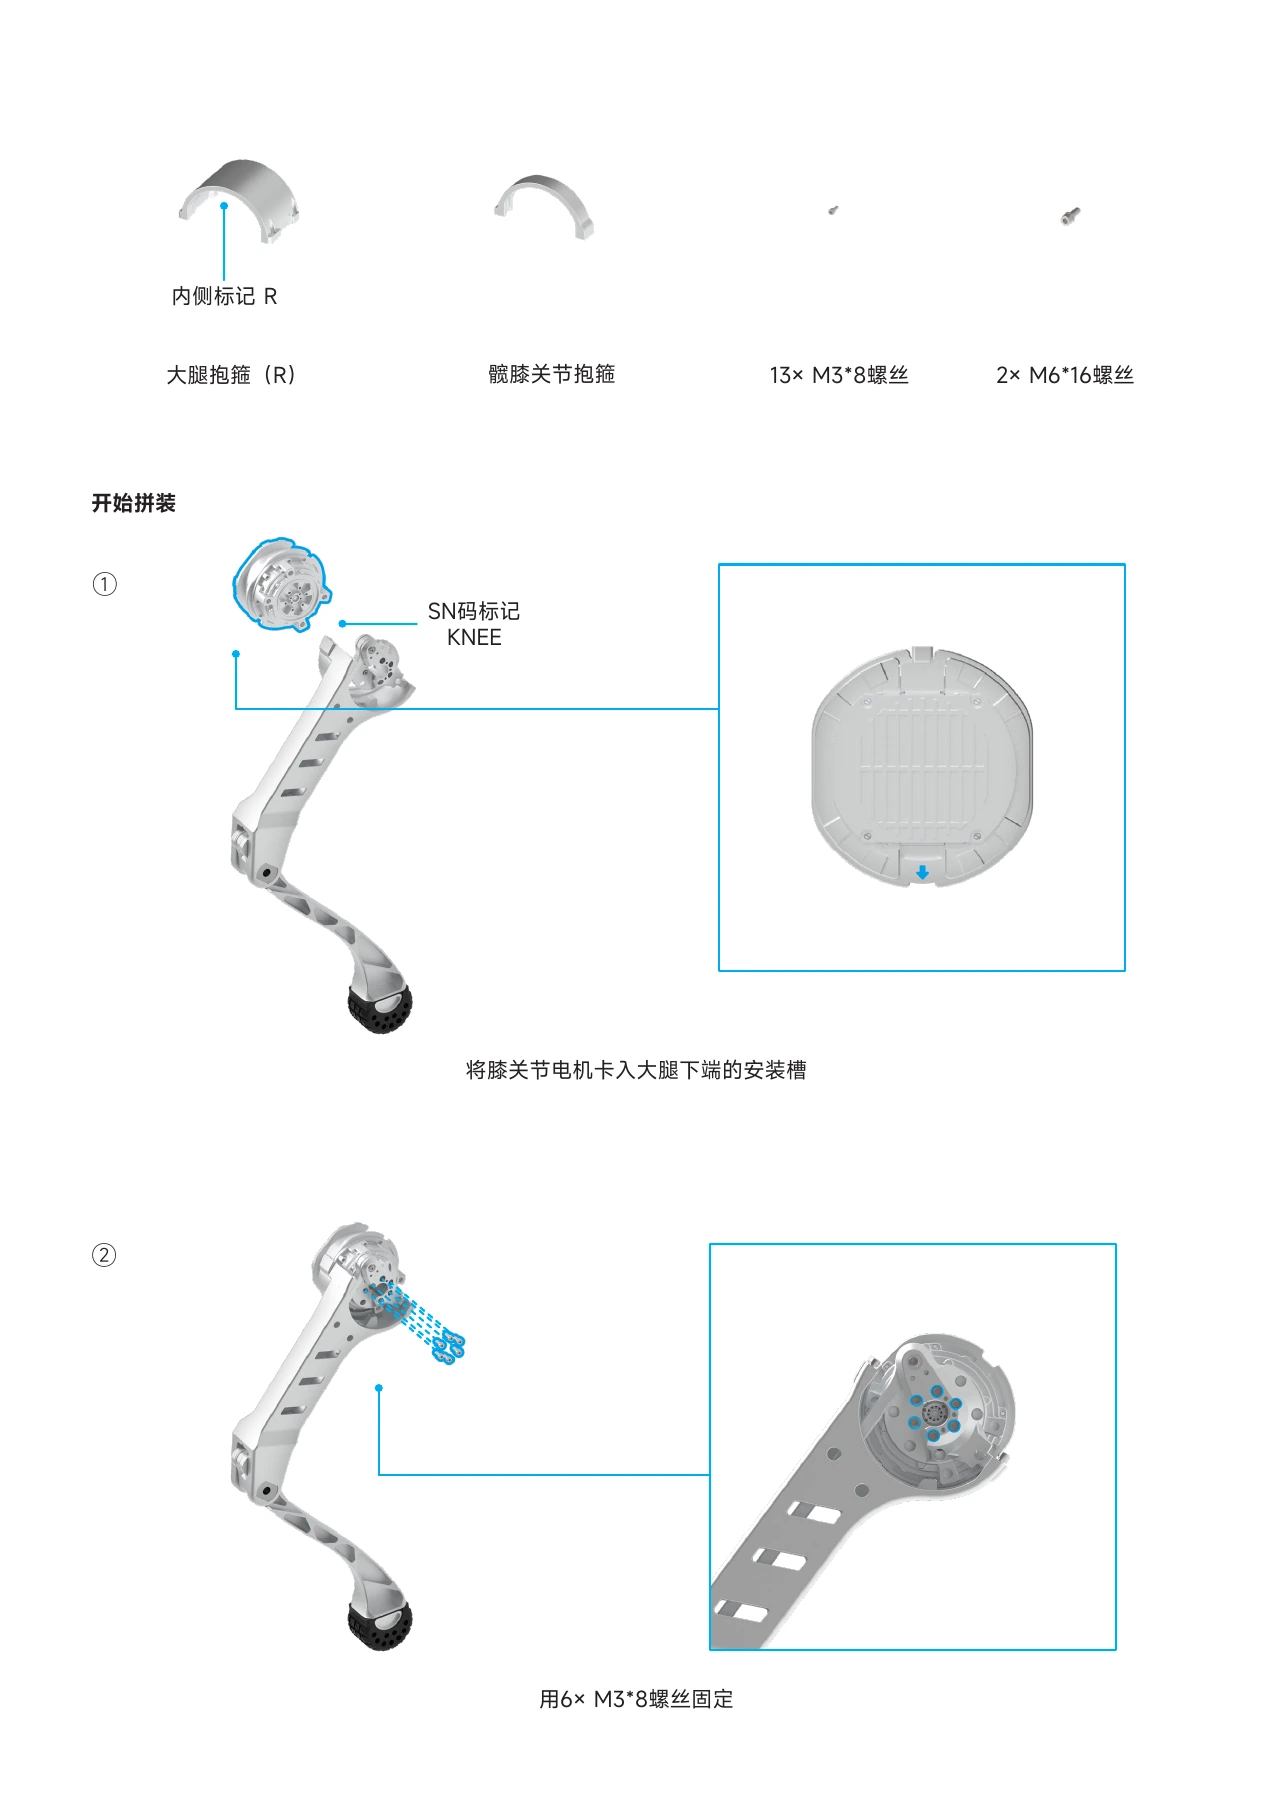 内侧标记 R
大腿抱箍（R）
髋膝关节抱箍
13× M3*8螺丝
2× M6*16螺丝
开始拼装
①
SN码标记
KNEE
将膝关节电机卡入大腿下端的安装槽
②
用6× M3*8螺丝固定